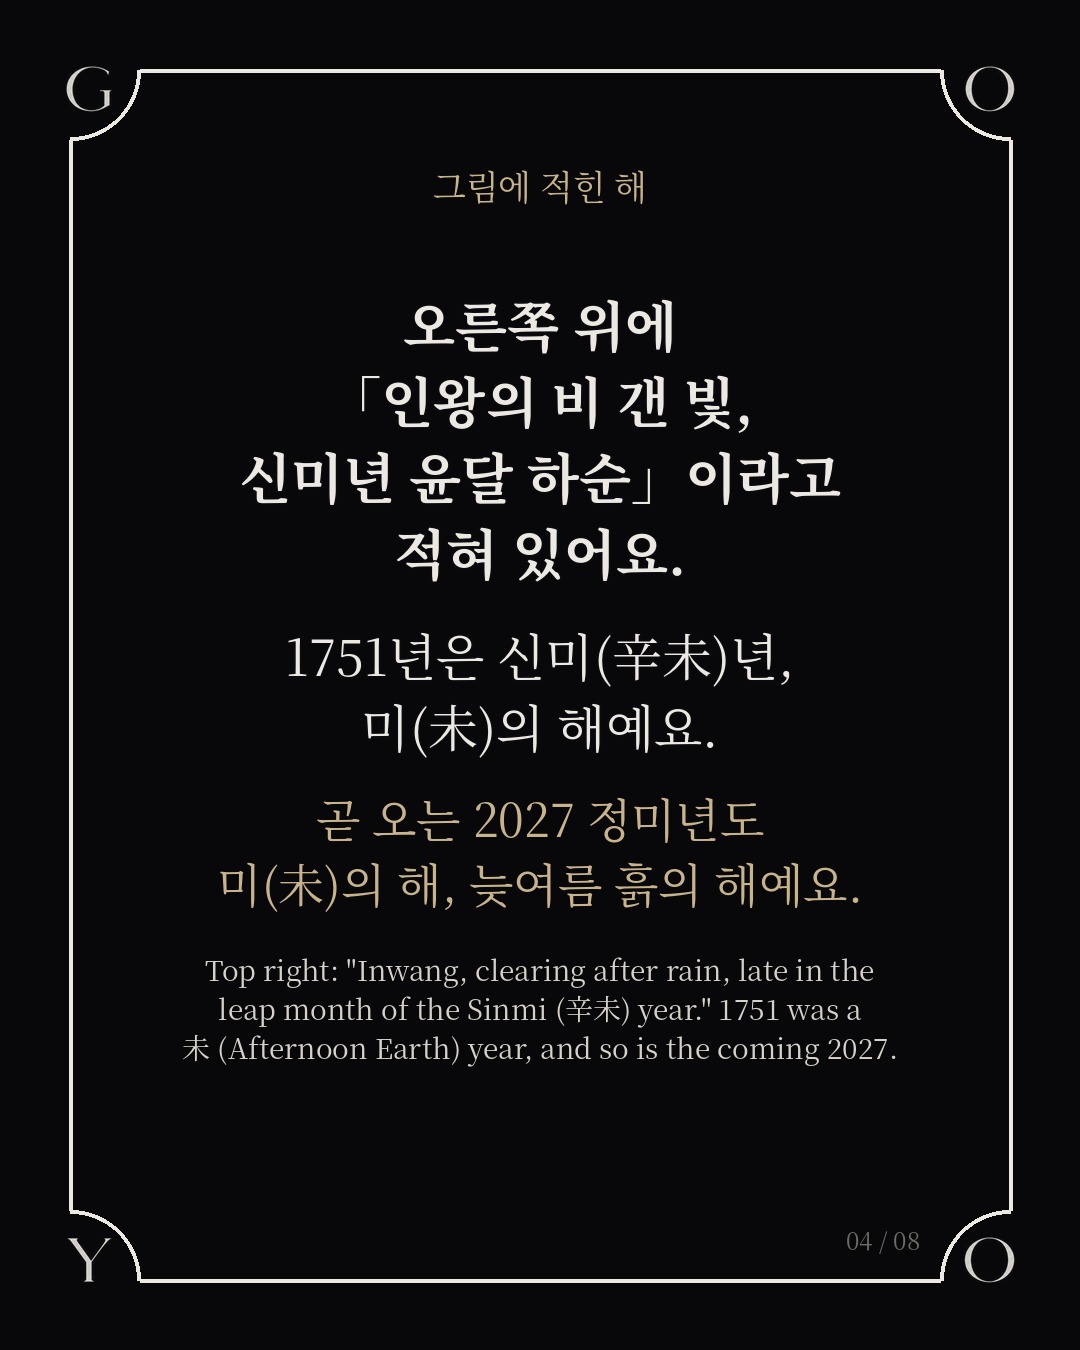 G O
그림에 적힌 해
오른쪽 위에
「인왕의 비 갠 빛,
신미년 윤달 하순」이라고
적혀 있어요.
1751년은 신미(辛未)년,
미(未)의 해예요.
곧 오는 2027 정미년도
미(未)의 해, 늦여름 흙의 해예요.
Top right: "Inwang, clearing after rain, late in the
leap month of the Sinmi (辛未) year." 1751 was a
未 (Afternoon Earth) year, and so is the coming 2027.
04 / 08
Y O